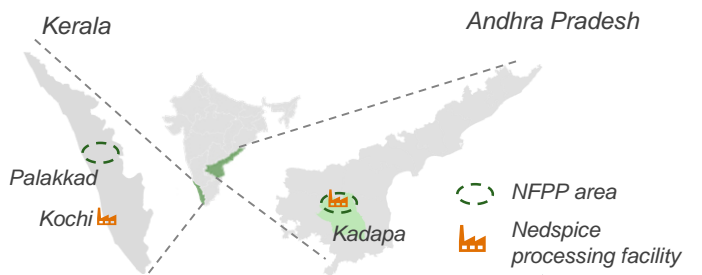 Kerala
Andhra Pradesh
Palakkad
Kochi
Kadapa
NFPP area
Nedspice
processing facility